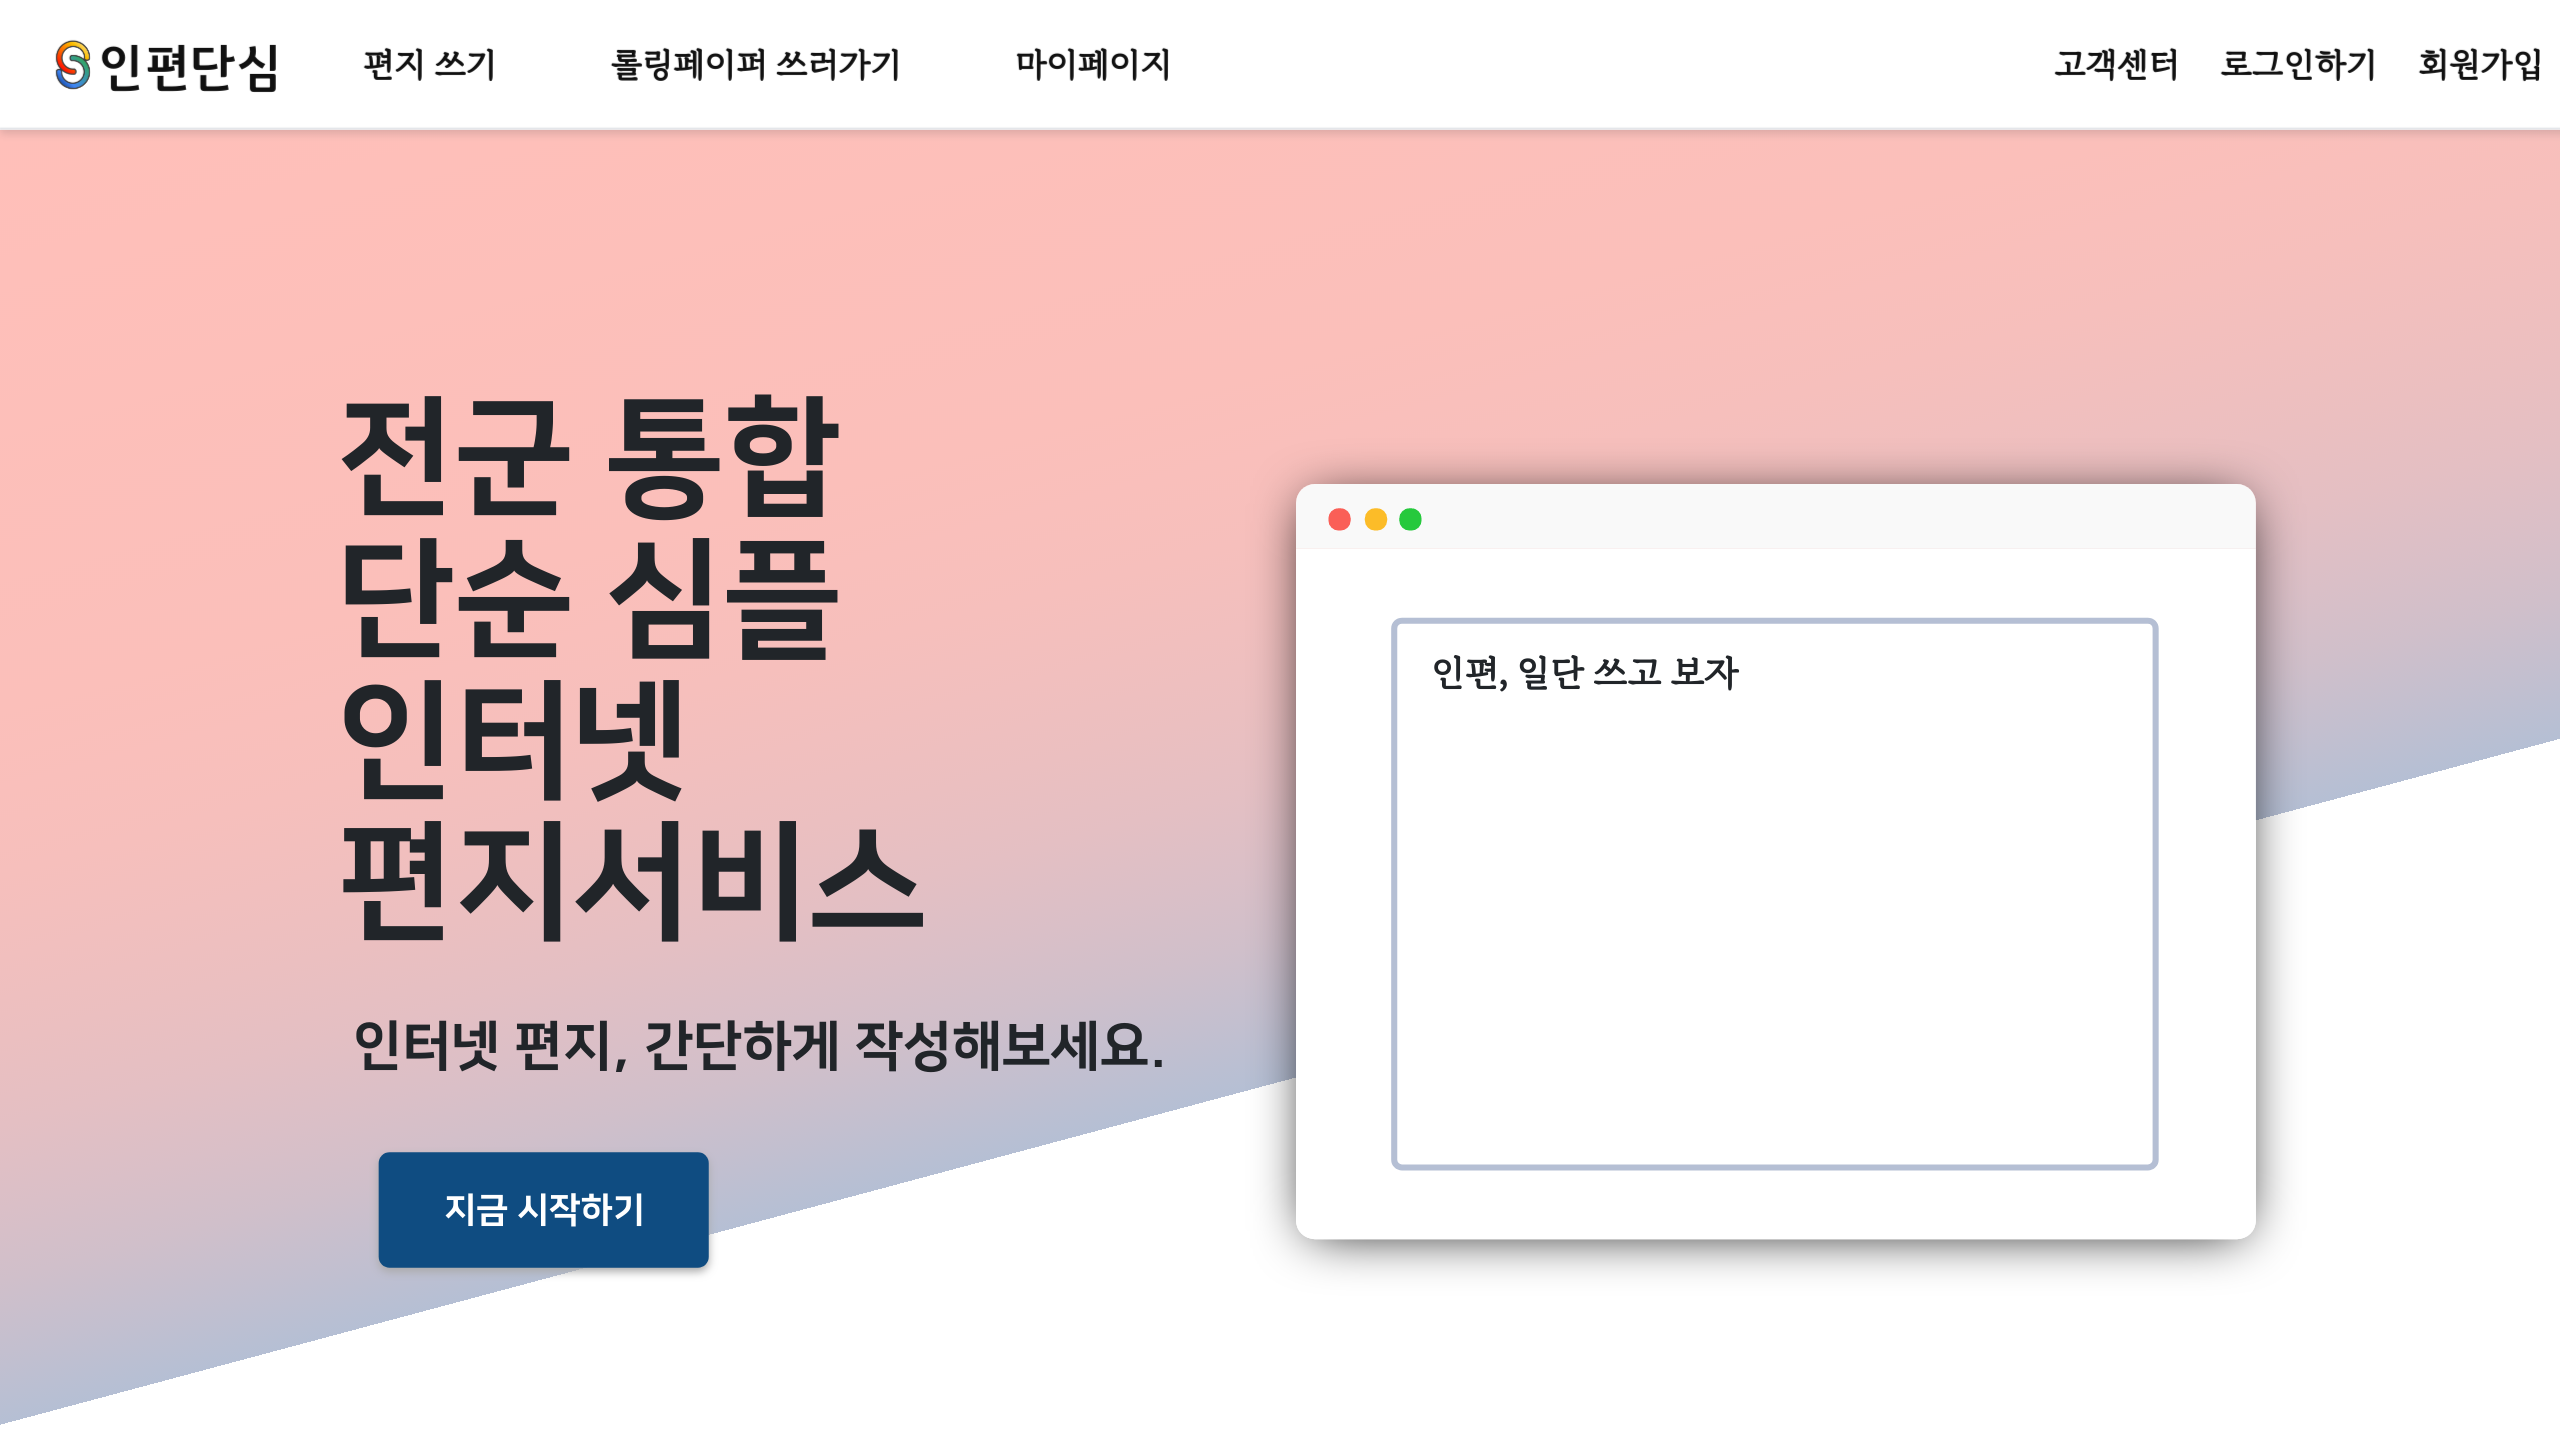 인편단심
편지 쓰기
롤링페이퍼 쓰러가기
마이페이지
고객센터
로그인하기
회원가입
전군 통합
단순 심플
인터넷
편지서비스
인터넷 편지, 간단하게 작성해보세요.
지금 시작하기
인편, 일단 쓰고 보자